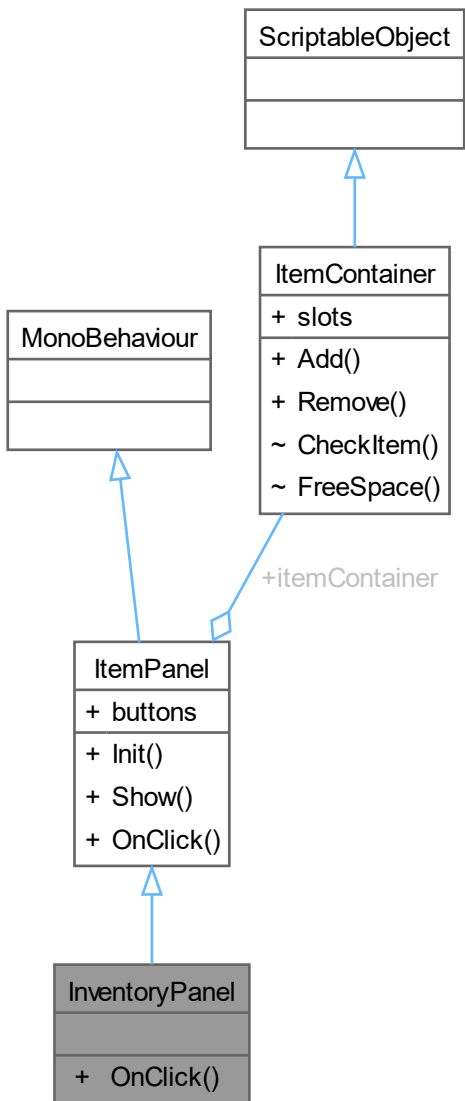 ScriptableObject
ItemContainer
+ slots
+ Add()
+ Remove()
~ CheckItem()
~ FreeSpace()
MonoBehaviour
+itemContainer
ItemPanel
+ buttons
+ Init()
+ Show()
+ OnClick()
InventoryPanel
+ OnClick()